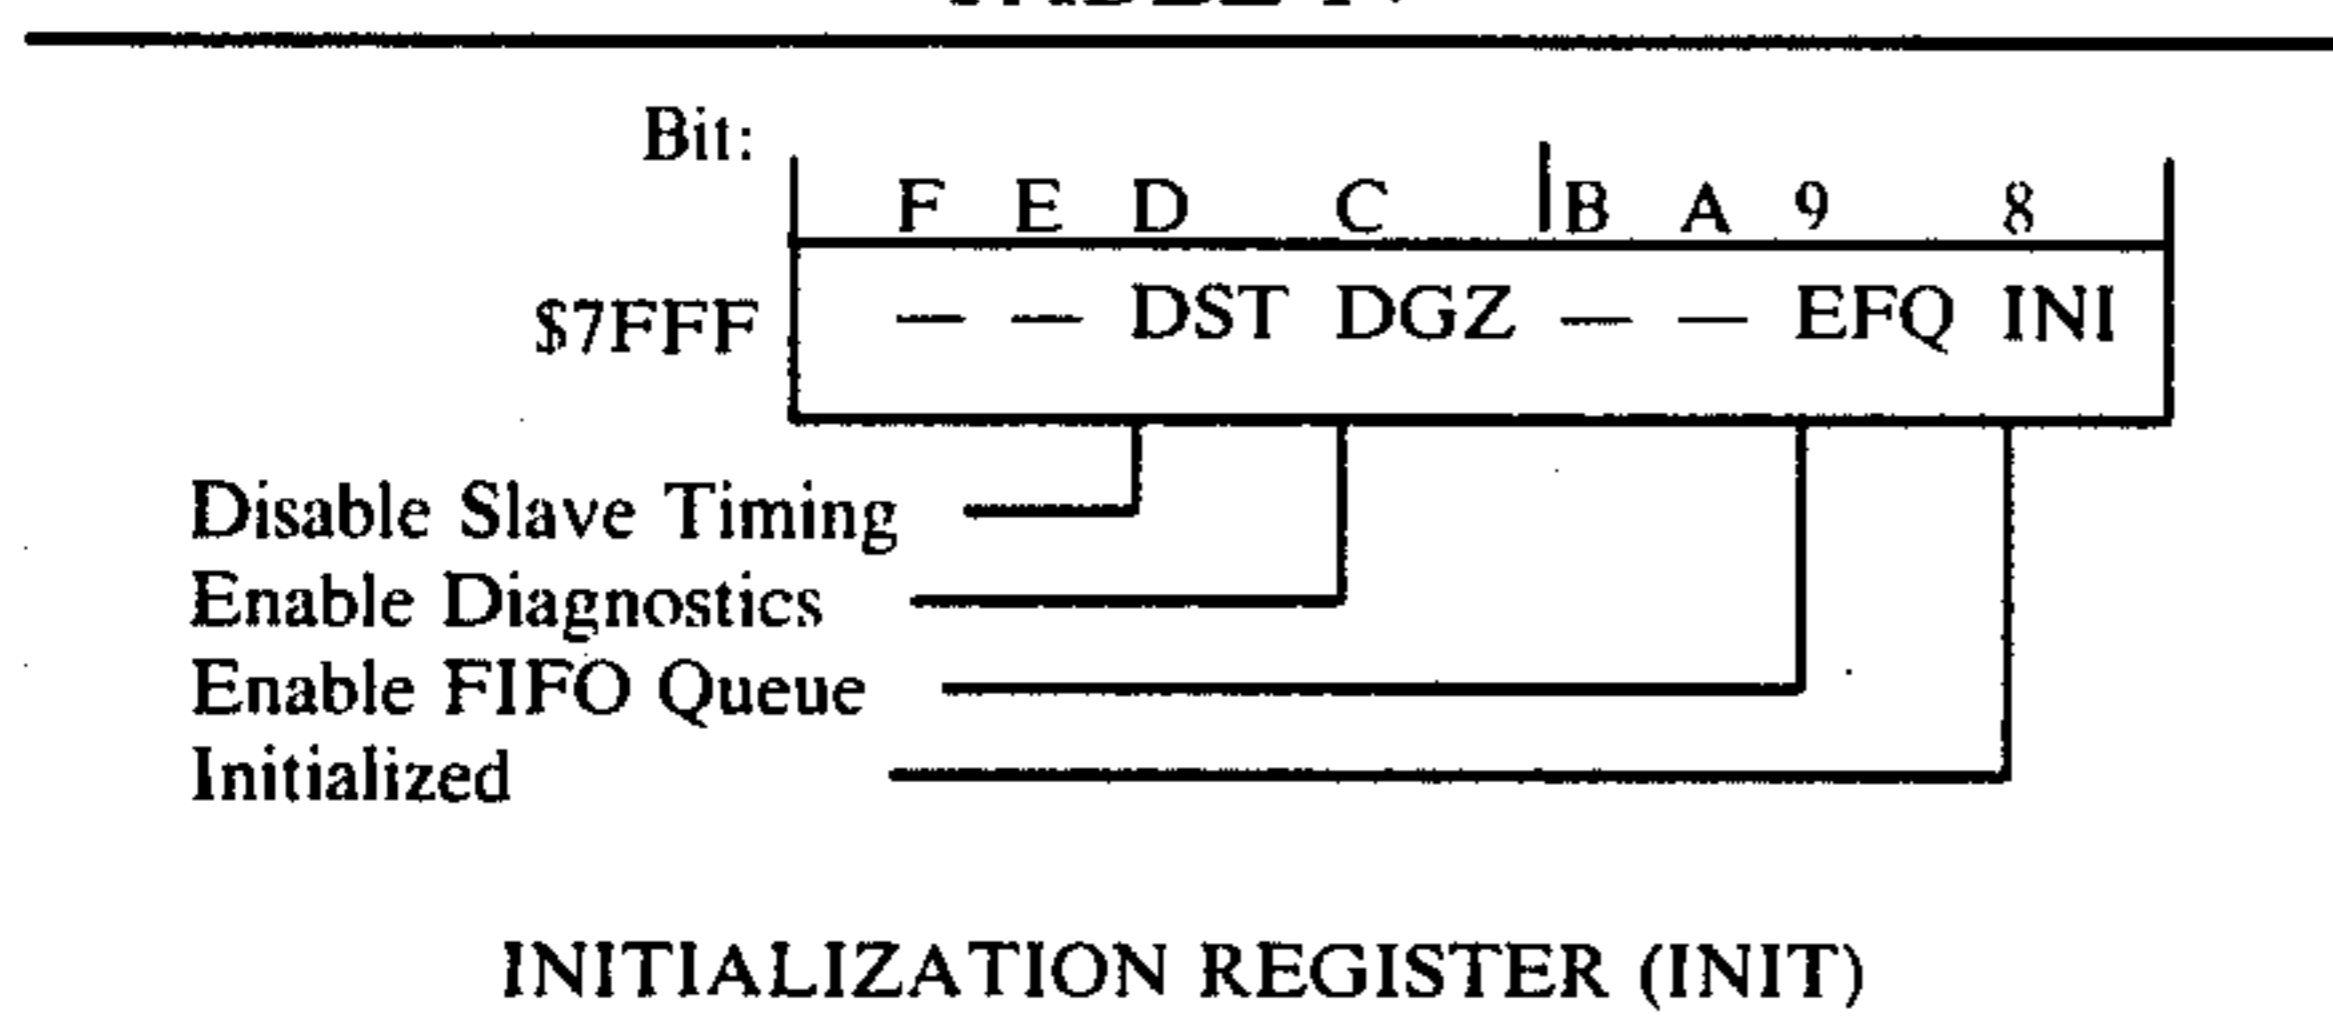 Bit:
F E D C B A 9 8
$7FFF — — DST DGZ — — EFQ INI
Disable Slave Timing
Enable Diagnostics
Enable FIFO Queue
Initialized
INITIALIZATION REGISTER (INIT)